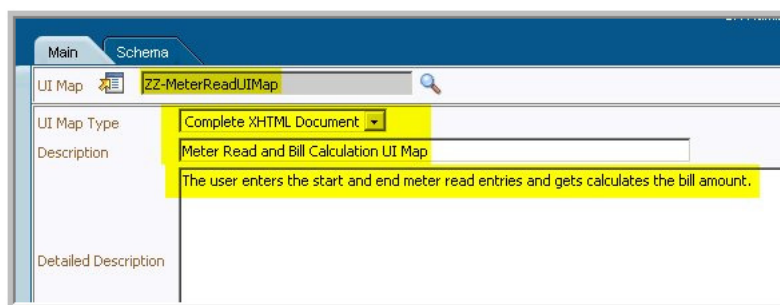 Main Schema
UI Map ZZ-MeterReadUIMap
UI Map Type Complete XHTML Document
Description Meter Read and Bill Calculation UI Map
The user enters the start and end meter read entries and gets calculates the bill amount.
Detailed Description